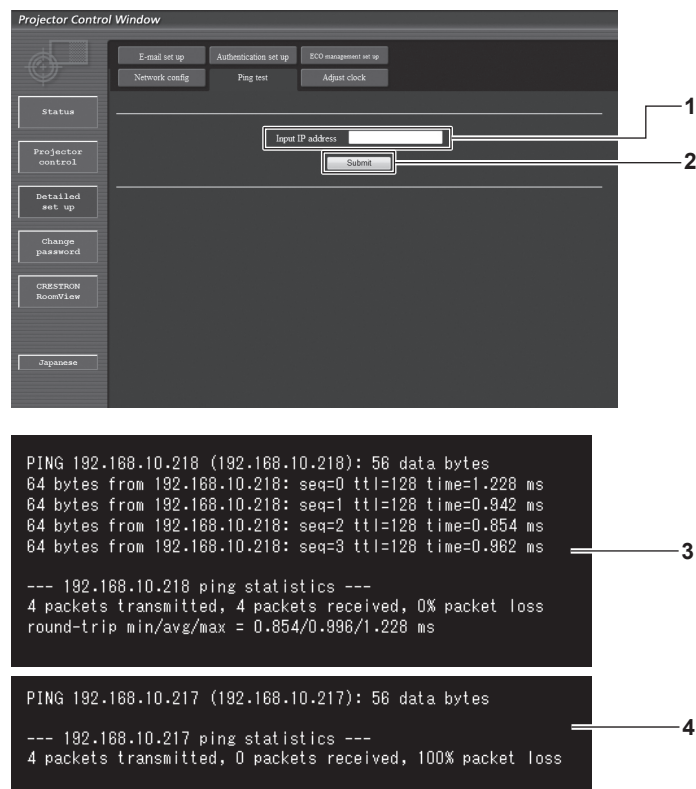 Projector Control Window
E-mail set up
Authentication set up
ECO management set up
Network config
Ping test
Adjust clock
Status
Projector
control
Detailed
set up
Change
password
CRESTRON
RoomView
Japanese
Input IP address
Submit
1
2
PING 192.168.10.218 (192.168.10.218): 56 data bytes
64 bytes from 192.168.10.218: seq=0 ttl=128 time=1.228 ms
64 bytes from 192.168.10.218: seq=1 ttl=128 time=0.942 ms
64 bytes from 192.168.10.218: seq=2 ttl=128 time=0.854 ms
64 bytes from 192.168.10.218: seq=3 ttl=128 time=0.962 ms
3
--- 192.168.10.218 ping statistics ---
4 packets transmitted, 4 packets received, 0% packet loss
round-trip min/avg/max = 0.854/0.996/1.228 ms
PING 192.168.10.217 (192.168.10.217): 56 data bytes
4
--- 192.168.10.217 ping statistics ---
4 packets transmitted, 0 packets received, 100% packet loss